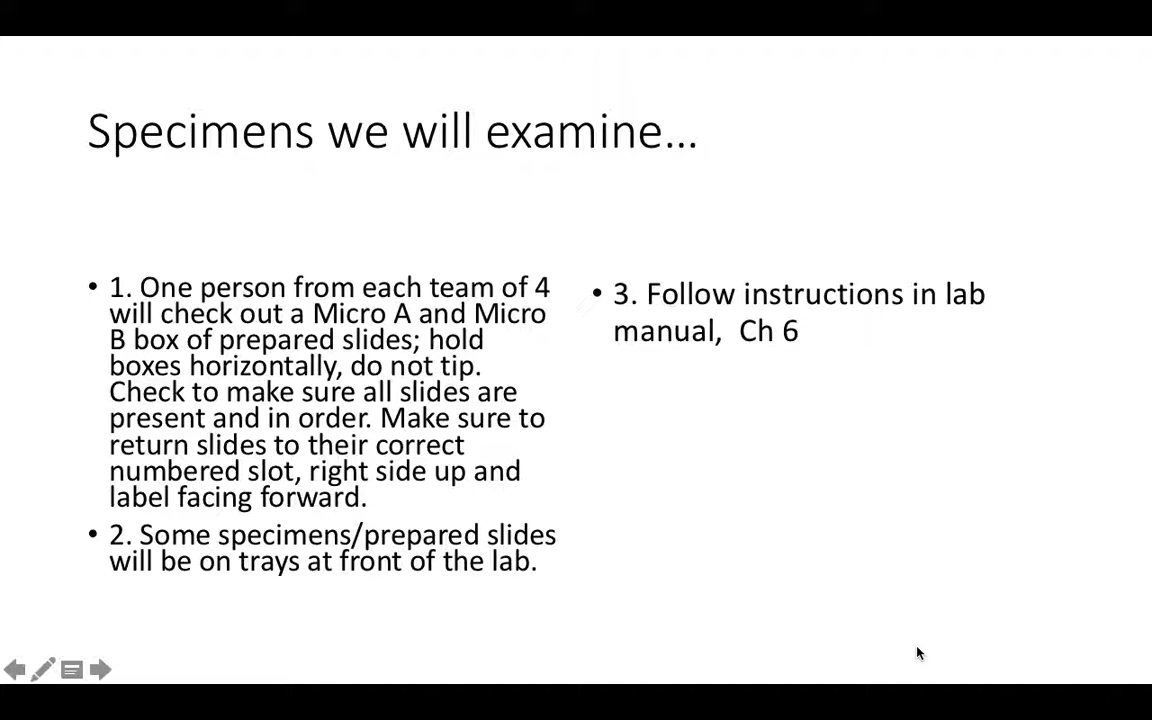 Specimens we will examine...
• 1. One person from each team of 4
will check out a Micro A and Micro
B box of prepared slides; hold
boxes horizontally, do not tip.
Check to make sure all slides are
present and in order. Make sure to
return slides to their correct
numbered slot, right side up and
label facing forward.
• 2. Some specimens/prepared slides
will be on trays at front of the lab.
• 3. Follow instructions in lab
manual,  Ch 6